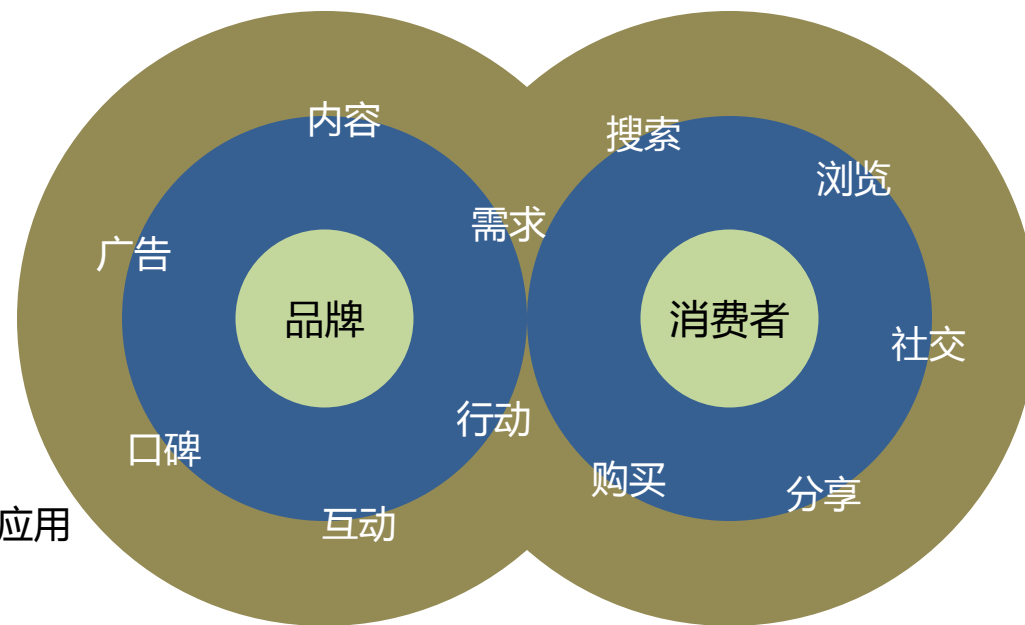 内容
搜索
浏览
需求
广告
品牌
消费者
社交
行动
口碑
购买
分享
应用
互动